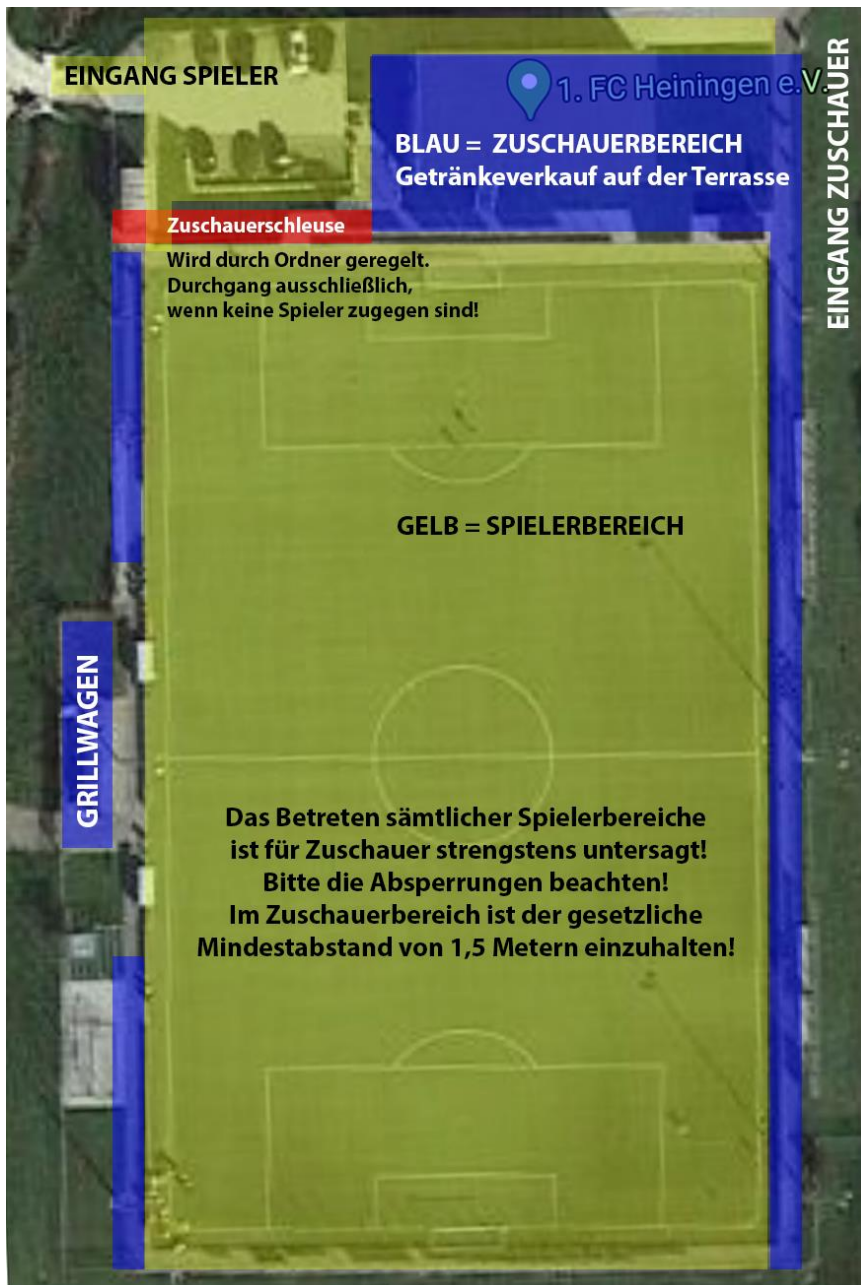 EINGANG SPIELER
1. FC Heiningen e.V.
EINGANG ZUSCHAUER
BLAU = ZUSCHAUERBEREICH
Getränkeverkauf auf der Terrasse
Zuschauerschleuse
Wird durch Ordner geregelt.
Durchgang ausschließlich,
wenn keine Spieler zugegen sind!
GELB = SPIELERBEREICH
GRILLWAGEN
Das Betreten sämtlicher Spielerbereiche
ist für Zuschauer strengstens untersagt!
Bitte die Absperrungen beachten!
Im Zuschauerbereich ist der gesetzliche
Mindestabstand von 1,5 Metern einzuhalten!